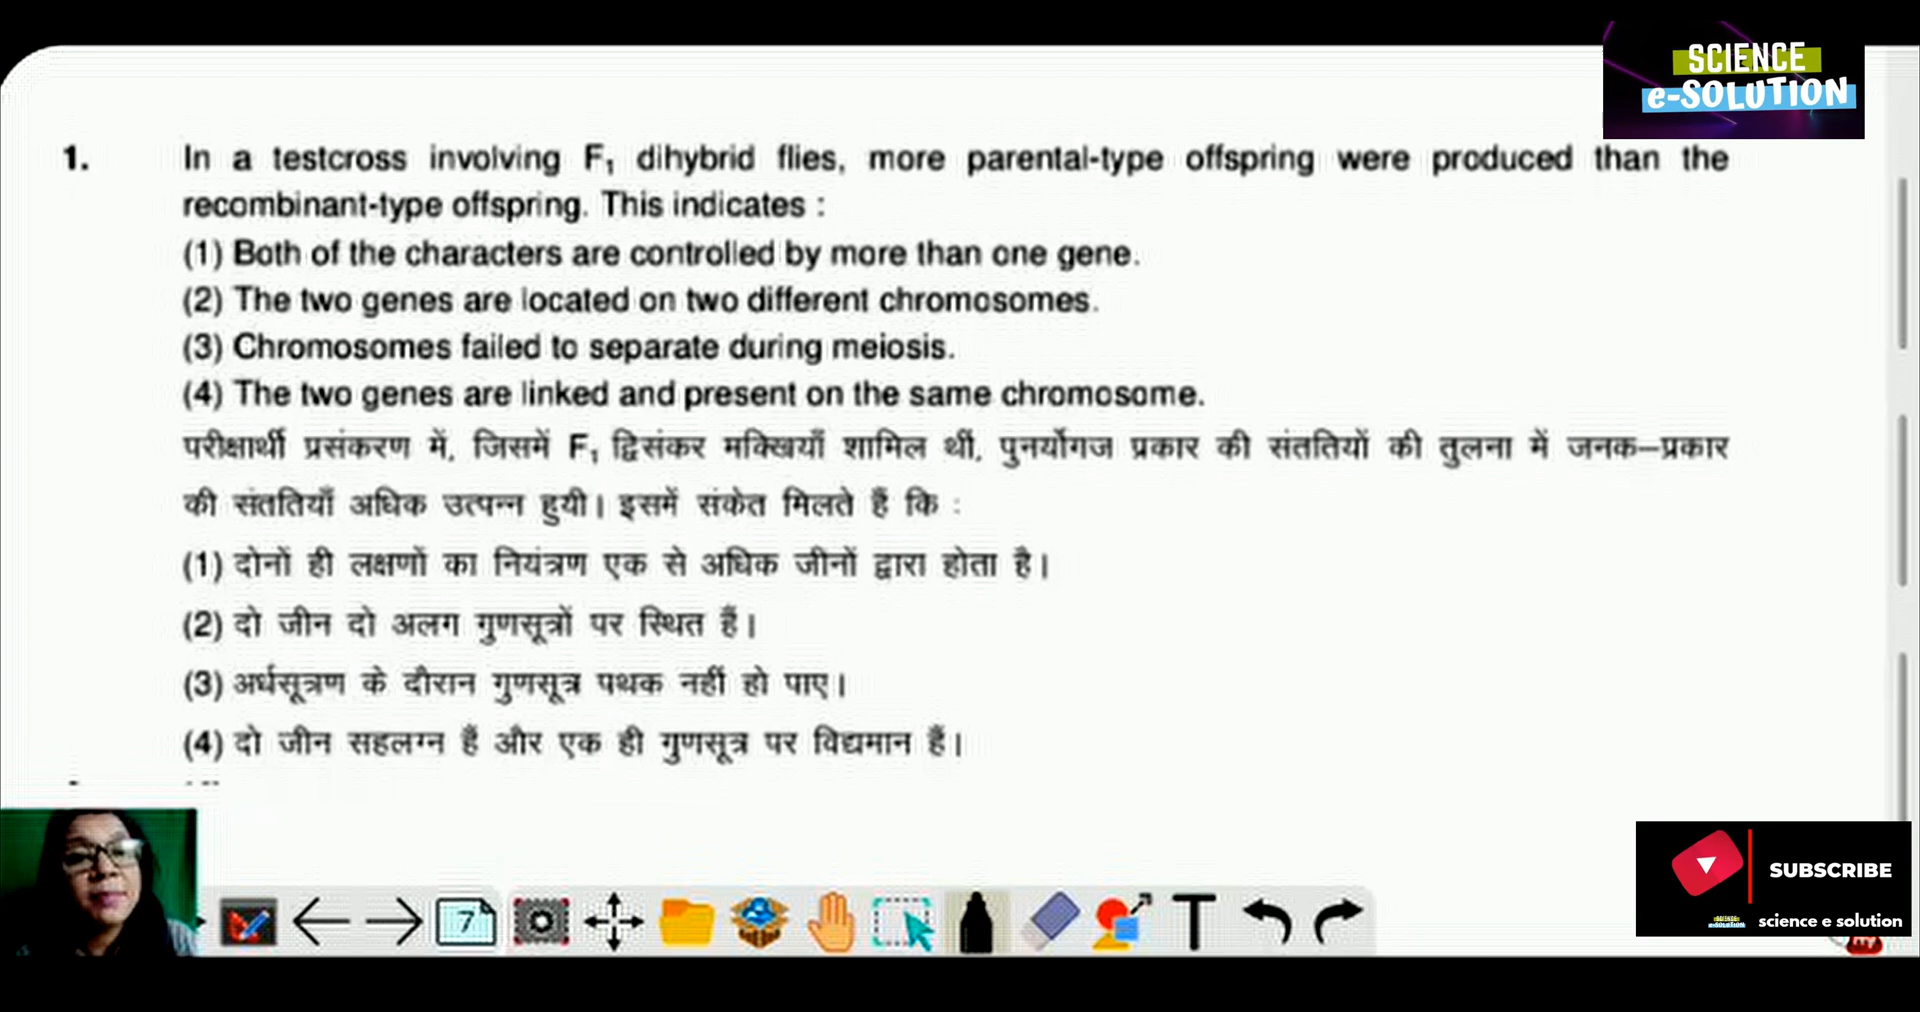 SCIENCE
e-SOLUTION
1. In a testcross involving F₁ dihybrid flies, more parental-type offspring were produced than the
recombinant-type offspring. This indicates :
(1) Both of the characters are controlled by more than one gene.
(2) The two genes are located on two different chromosomes.
(3) Chromosomes failed to separate during meiosis.
(4) The two genes are linked and present on the same chromosome.
परीक्षार्थी प्रसंकरण में, जिसमें F₁ द्विसंकर मक्खियाँ शामिल थीं, पुनर्योगज प्रकार की संततियों की तुलना में जनक–प्रकार
की संततियाँ अधिक उत्पन्न हुयी। इसमें संकेत मिलते हैं कि :
(1) दोनों ही लक्षणों का नियंत्रण एक से अधिक जीनों द्वारा होता है।
(2) दो जीन दो अलग गुणसूत्रों पर स्थित हैं।
(3) अर्धसूत्रण के दौरान गुणसूत्र पथक नहीं हो पाए।
(4) दो जीन सहलग्न हैं और एक ही गुणसूत्र पर विद्यमान हैं।
SUBSCRIBE
science e solution
7
T